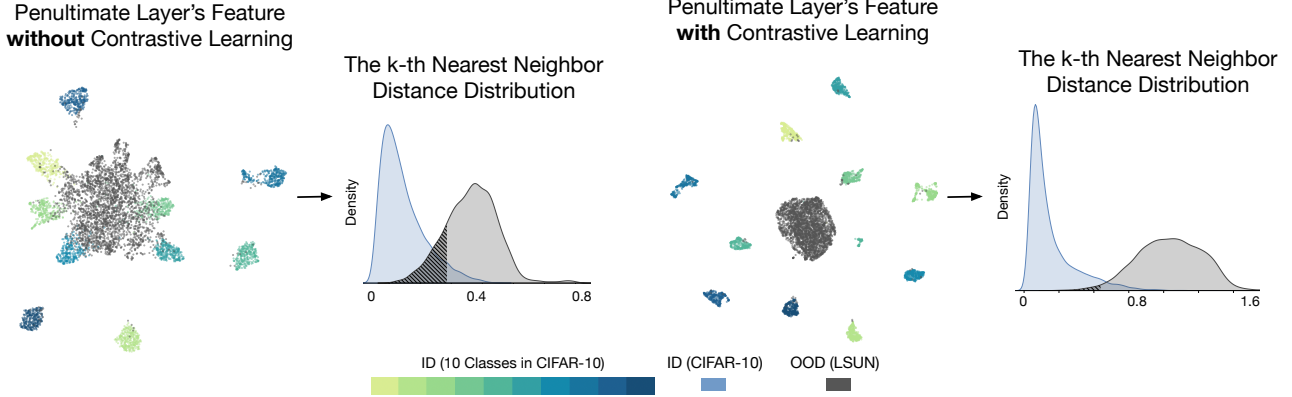 Penultimate Layer's Feature
without Contrastive Learning
The k-th Nearest Neighbor
Distance Distribution
Density
0 0.4 0.8
Penultimate Layer's Feature
with Contrastive Learning
The k-th Nearest Neighbor
Distance Distribution
Density
0 0.8 1.6
ID (10 Classes in CIFAR-10)
ID (CIFAR-10)
OOD (LSUN)